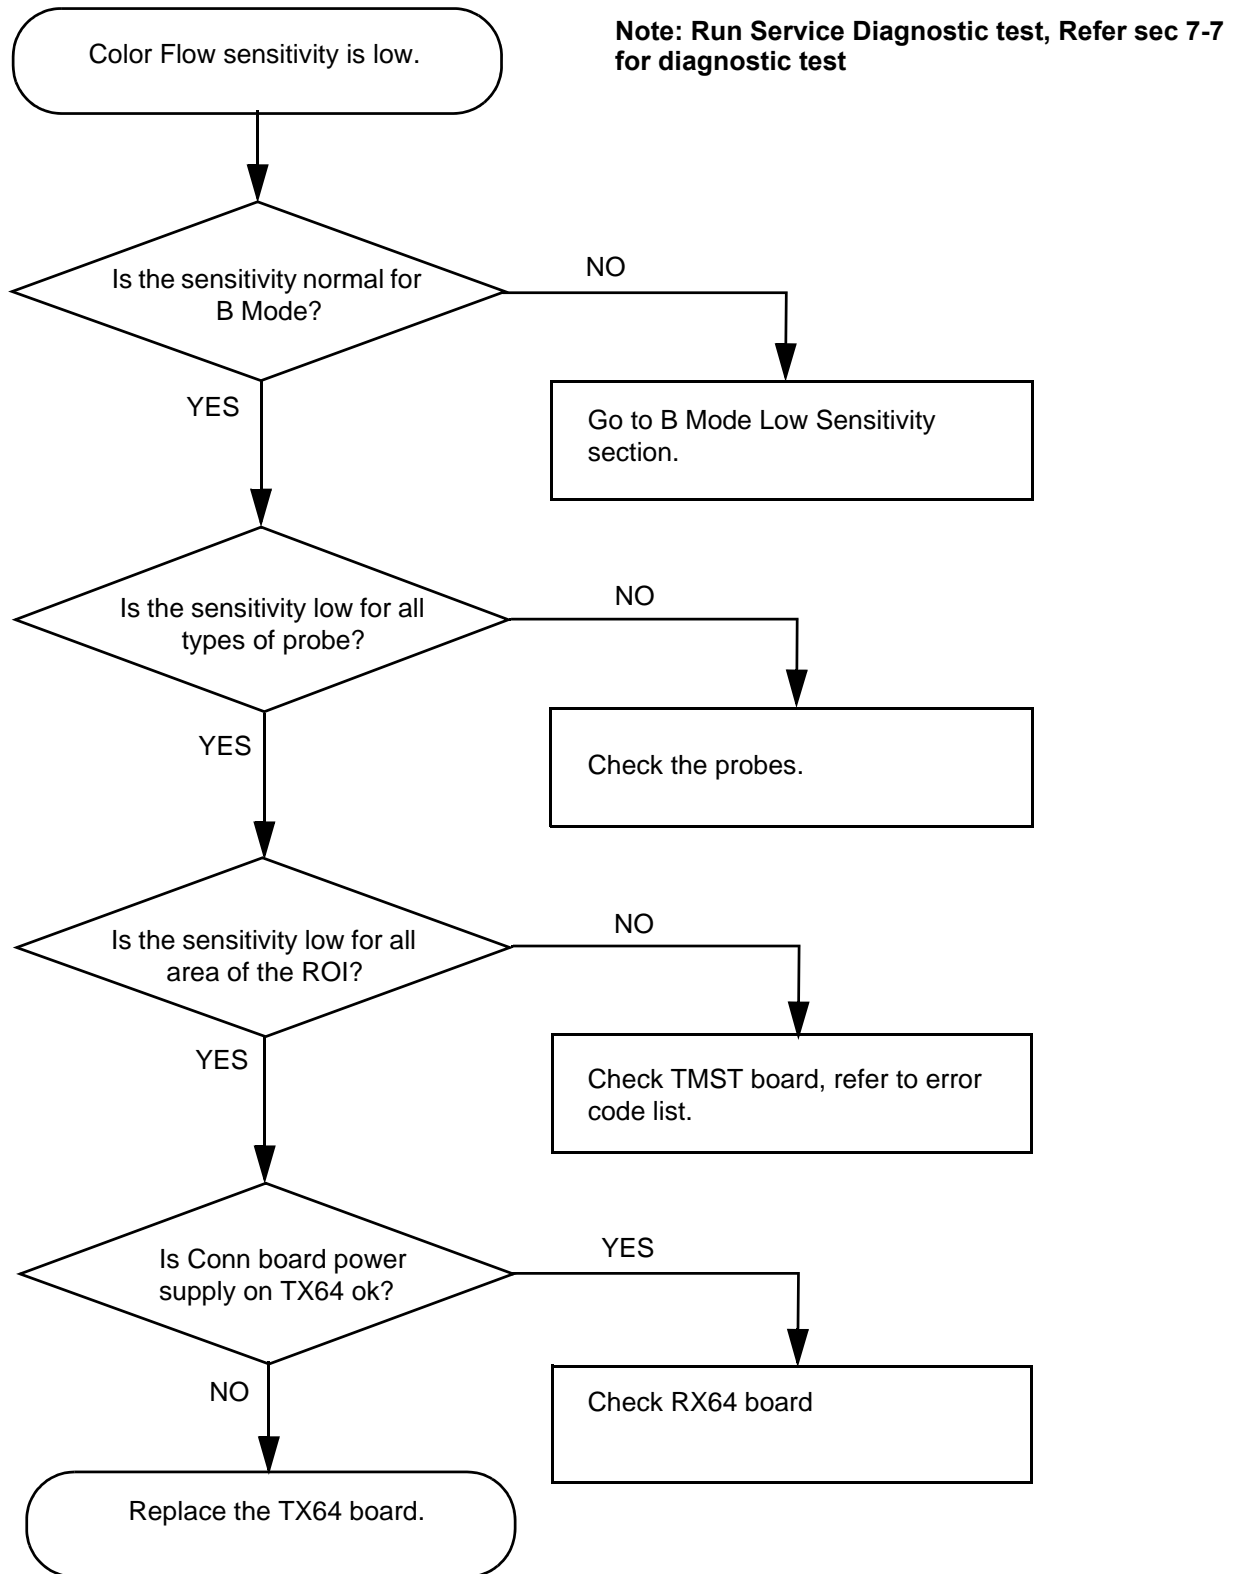 Color Flow sensitivity is low.
Note: Run Service Diagnostic test, Refer sec 7-7
for diagnostic test
Is the sensitivity normal for
B Mode?
NO
YES
Go to B Mode Low Sensitivity
section.
Is the sensitivity low for all
types of probe?
NO
YES
Check the probes.
Is the sensitivity low for all
area of the ROI?
NO
YES
Check TMST board, refer to error
code list.
Is Conn board power
supply on TX64 ok?
YES
NO
Check RX64 board
Replace the TX64 board.